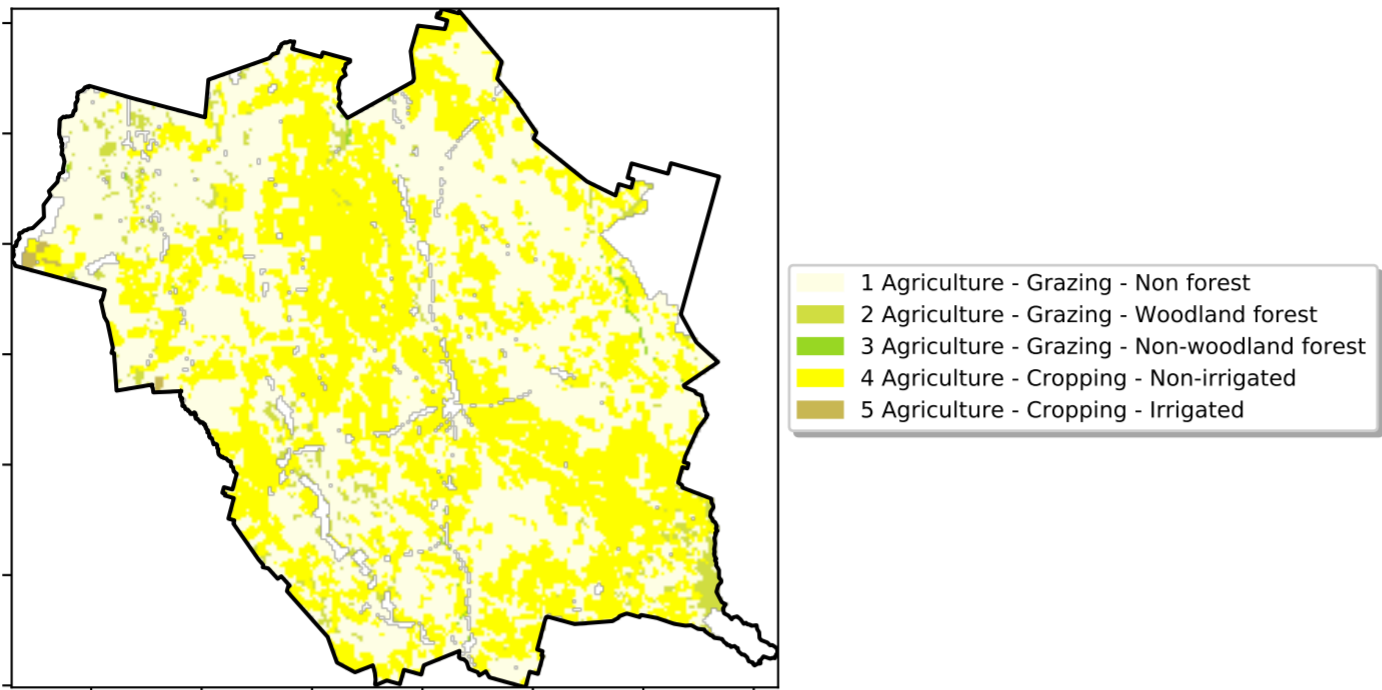 1 Agriculture - Grazing - Non forest
2 Agriculture - Grazing - Woodland forest
3 Agriculture - Grazing - Non-woodland forest
4 Agriculture - Cropping - Non-irrigated
5 Agriculture - Cropping - Irrigated